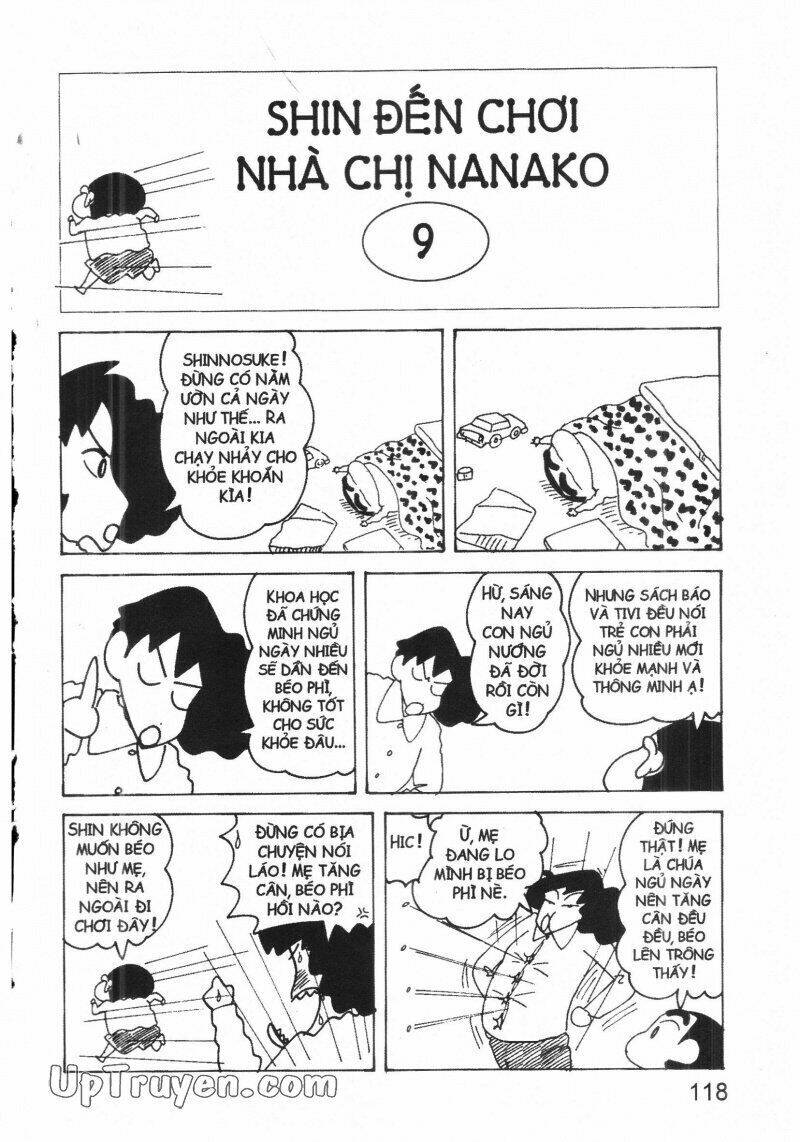 SHIN ĐẾN CHƠI
NHÀ CHỊ NANAKO
9
SHINNOSUKE!
ĐỪNG CÓ NẰM
ƯỜN CẢ NGÀY
NHƯ THẾ... RA
NGOÀI KIA
CHẠY NHẢY CHO
KHỎE KHOẮN
KÌA!
NHƯNG SÁCH BÁO
VÀ TIVI ĐỀU NÓI
TRẺ CON PHẢI
NGỦ NHIỀU MỚI
KHỎE MẠNH VÀ
THÔNG MINH Ạ!
HỪ, SÁNG
NAY
CON NGỦ
NƯỚNG
ĐÃ ĐỜI
RỒI CÒN
GÌ!
KHOA HỌC
ĐÃ CHỨNG
MINH NGỦ
NGÀY NHIỀU
SẼ DẪN ĐẾN
BÉO PHÌ,
KHÔNG TỐT
CHO SỨC
KHỎE ĐÂU...
ĐÚNG
THẬT! MẸ
LÀ CHÚA
NGỦ NGÀY
NÊN TĂNG
CÂN ĐỀU
ĐỀU, BÉO
LÊN TRÔNG
THẤY!
Ừ, MẸ
ĐANG LO
MÌNH BỊ BÉO
PHÌ NÈ.
HIC!
ĐỪNG CÓ BỊA
CHUYỆN NÓI
LÁO! MẸ TĂNG
CÂN, BÉO PHÌ
HỒI NÀO?
SHIN KHÔNG
MUỐN BÉO
NHƯ MẸ,
NÊN RA
NGOÀI ĐI
CHƠI ĐÂY!
UpTruyen.com
118